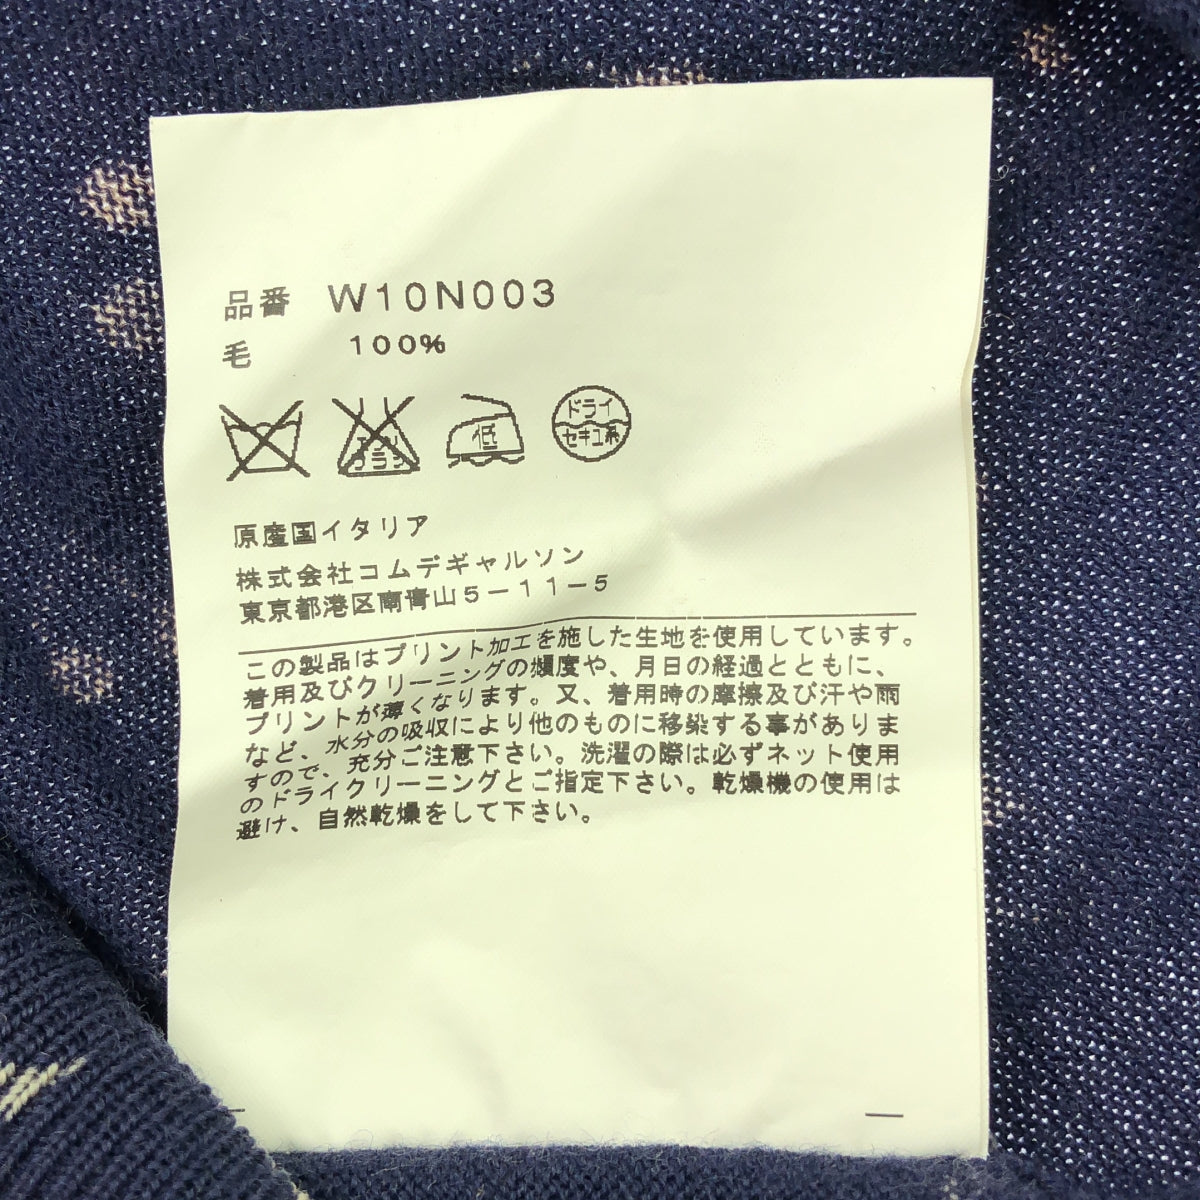 品番 W10N003
毛 100%
エンソ
サラシ
低
ドライ
セキユ系
原産国イタリア
株式会社コムデギャルソン
東京都港区南青山5-11-5
この製品はプリント加工を施した生地を使用しています。
着用及びクリーニングの頻度や、月日の経過とともに、
プリントが薄くなります。又、着用時の摩擦及び汗や雨
など、水分の吸収により他のものに移染する事がありま
すので、充分ご注意下さい。洗濯の際は必ずネット使用
のドライクリーニングとご指定下さい。乾燥機の使用は
避け、自然乾燥をして下さい。